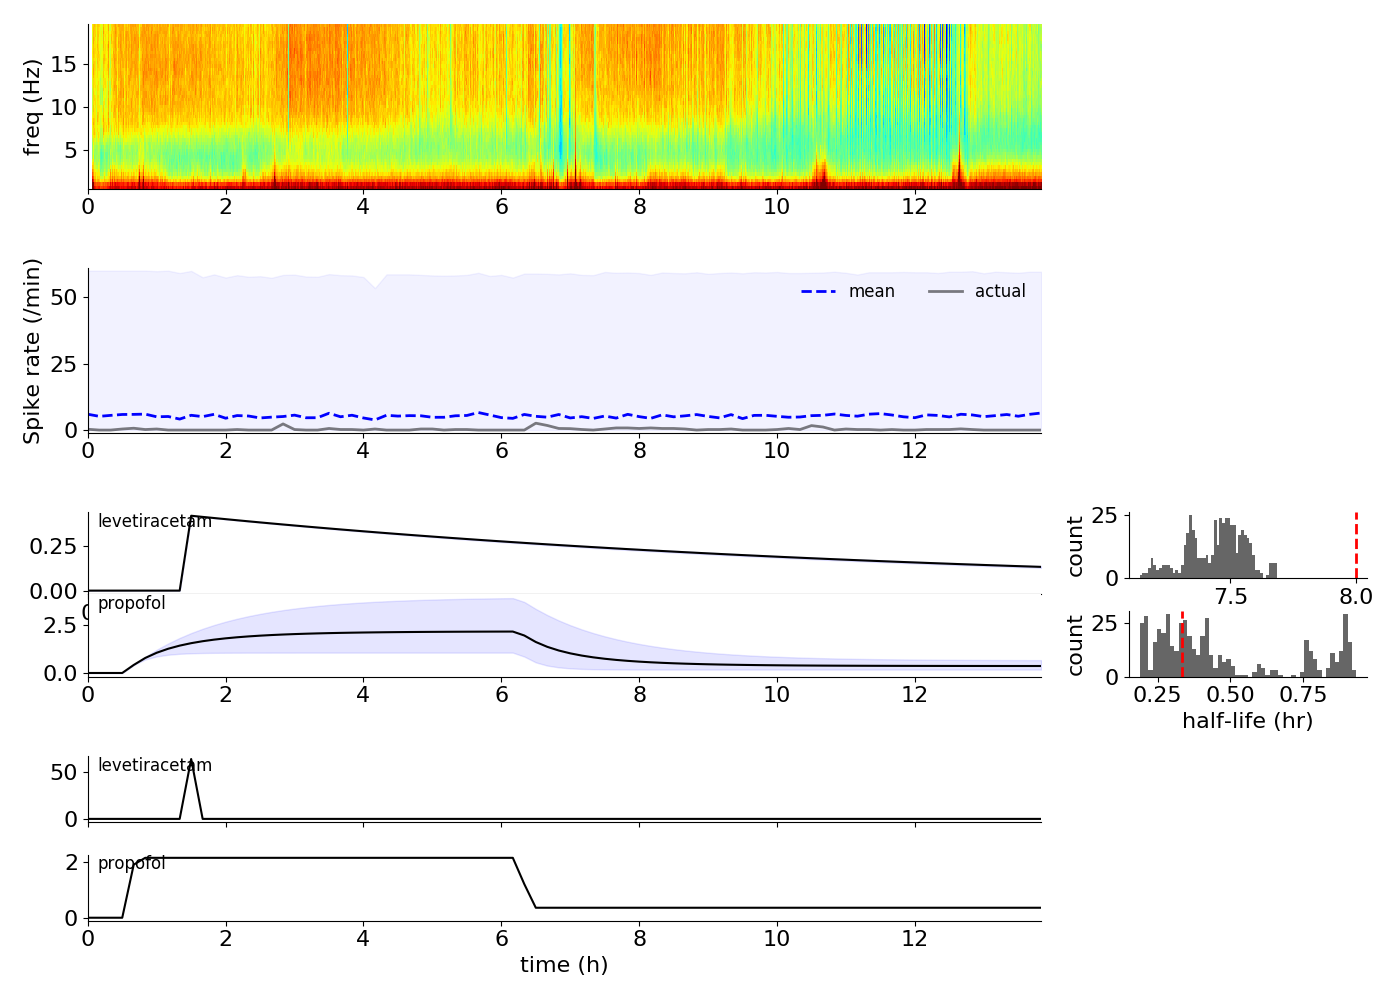 freq (Hz)
15
10
5
0 2 4 6 8 10 12
Spike rate (/min)
50
25
0
mean actual
0 2 4 6 8 10 12
levetiracetam
0.25
0.00
0
propofol
2.5
0.0
0 2 4 6 8 10 12
count
25
0
7.5 8.0
count
25
0
0.25 0.50 0.75
half-life (hr)
levetiracetam
50
0
propofol
2
0
0 2 4 6 8 10 12
time (h)